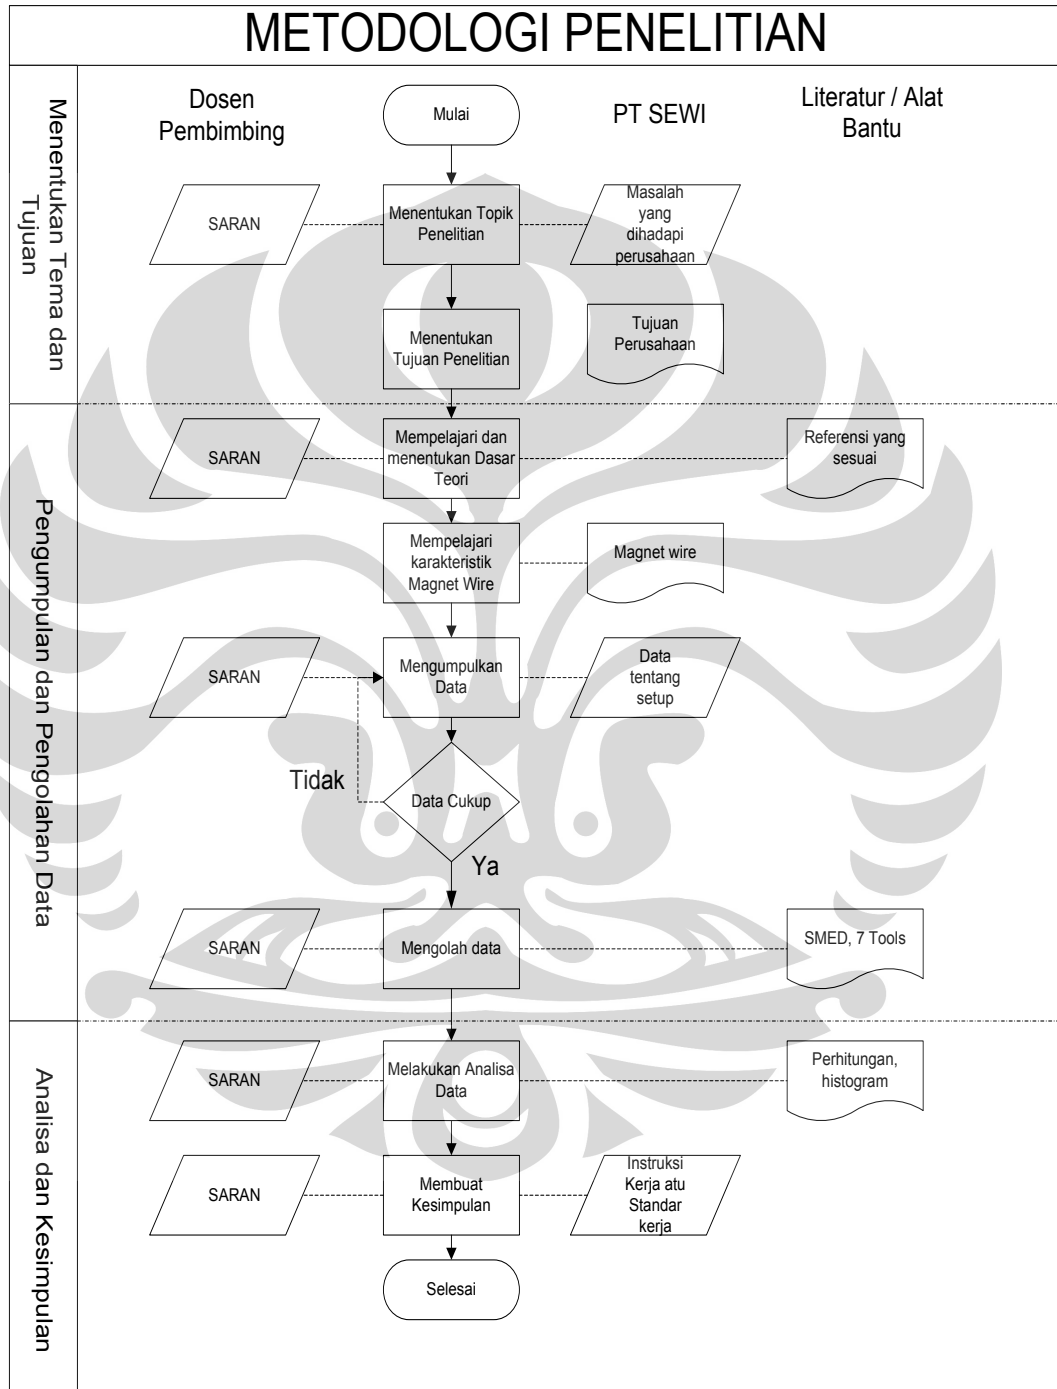 METODOLOGI PENELITIAN
Menentukan Tema dan
Tujuan
Dosen
Pembimbing
Mulai
PT SEWI
Literatur / Alat
Bantu
SARAN
Menentukan Topik
Penelitian
Masalah
yang
dihadapi
perusahaan
Menentukan
Tujuan Penelitian
Tujuan
Perusahaan
Pengumpulan dan Pengolahan Data
SARAN
Mempelajari dan
menentukan Dasar
Teori
Referensi yang
sesuai
Mempelajari
karakteristik
Magnet Wire
Magnet wire
SARAN
Mengumpulkan
Data
Data
tentang
setup
Tidak
Data Cukup
Ya
SARAN
Mengolah data
SMED, 7 Tools
Analisa dan Kesimpulan
SARAN
Melakukan Analisa
Data
Perhitungan,
histogram
SARAN
Membuat
Kesimpulan
Instruksi
Kerja atu
Standar
kerja
Selesai